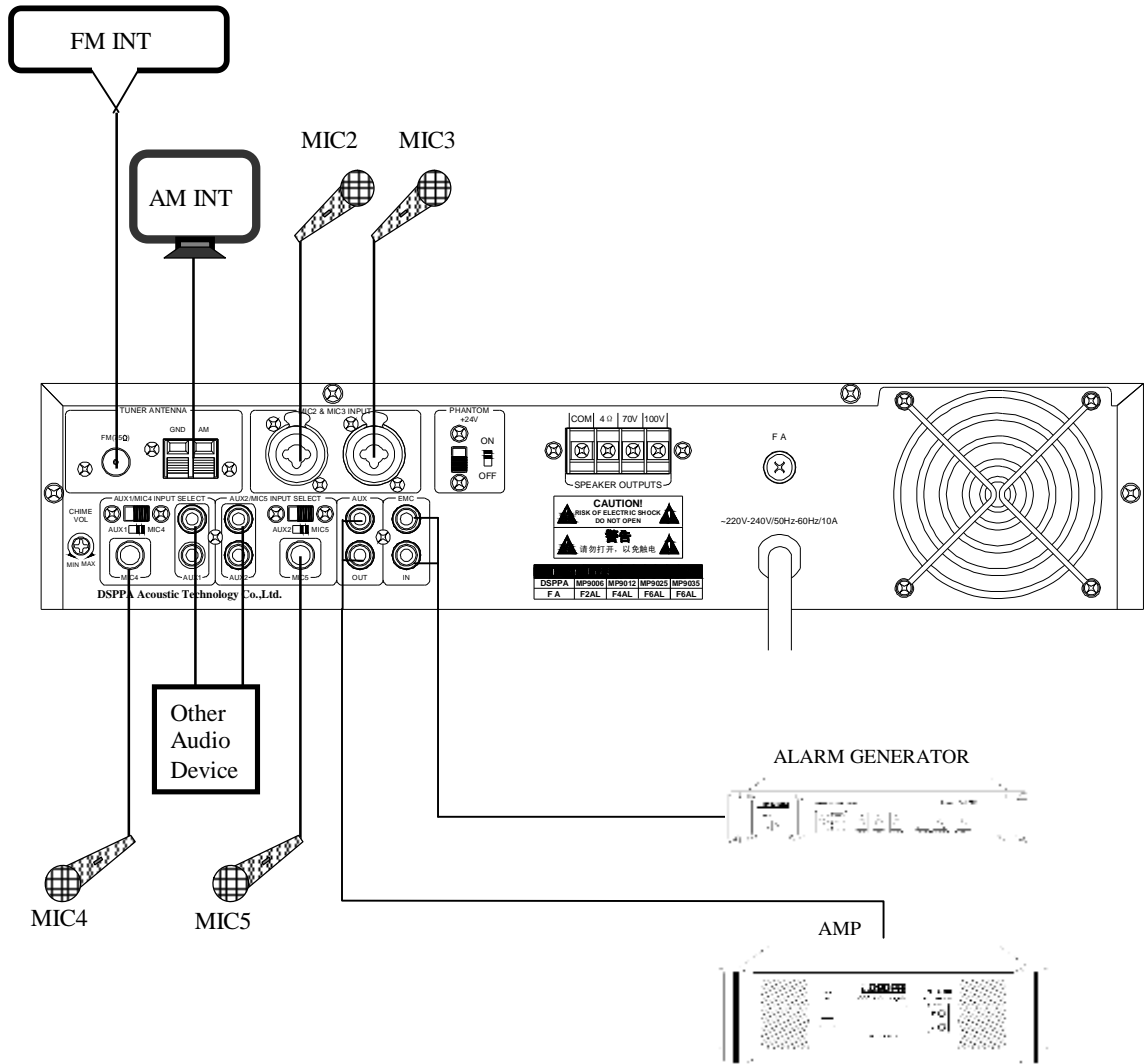 FM INT
MIC2 MIC3
AM INT
TUNER ANTENNA
FM(75Ω)
GND AM
MIC2 & MIC3 INPUT
PHANTOM
+24V
ON
OFF
COM 4 Ω 70V 100V
SPEAKER OUTPUTS
F A
CAUTION!
RISK OF ELECTRIC SHOCK
DO NOT OPEN
警告
请勿打开，以免触电
~220V-240V/50Hz-60Hz/10A
AUX1/MIC4 INPUT SELECT
AUX2/MIC5 INPUT SELECT
AUX
EMC
CHIME
VOL
MIN MAX
AUX1 MIC4
AUX2 MIC5
MIC4
AUX1
AUX2
MIC5
OUT
IN
DSPPA MP9006 MP9012 MP9025 MP9035
F A F2AL F4AL F6AL F6AL
DSPPA Acoustic Technology Co.,Ltd.
Other
Audio
Device
ALARM GENERATOR
MIC4
MIC5
AMP